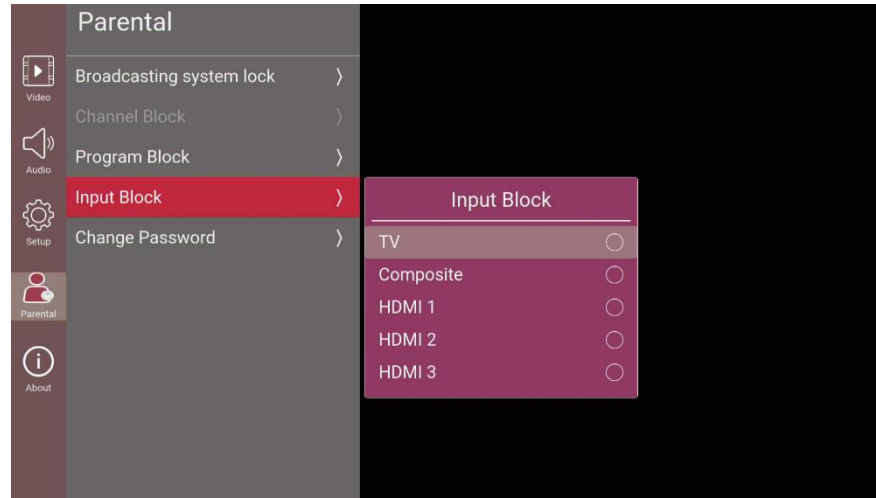 Parental
Video
Audio
Setup
Parental
About
Broadcasting system lock
Channel Block
Program Block
Input Block
Change Password
Input Block
TV
Composite
HDMI 1
HDMI 2
HDMI 3